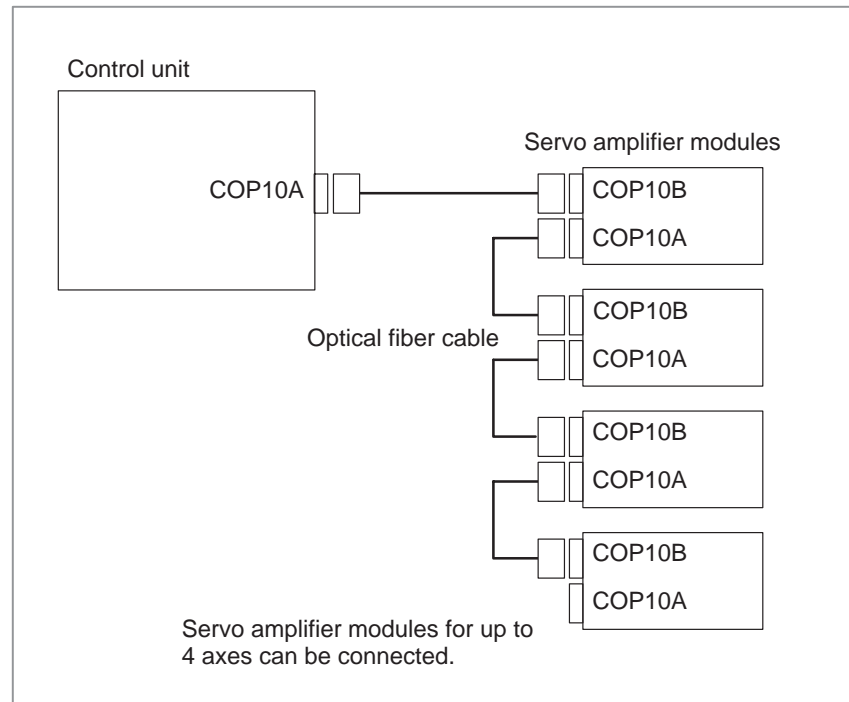 Control unit
Servo amplifier modules
COP10A
COP10B
COP10A
COP10B
Optical fiber cable
COP10A
COP10B
COP10A
COP10B
COP10A
Servo amplifier modules for up to
4 axes can be connected.